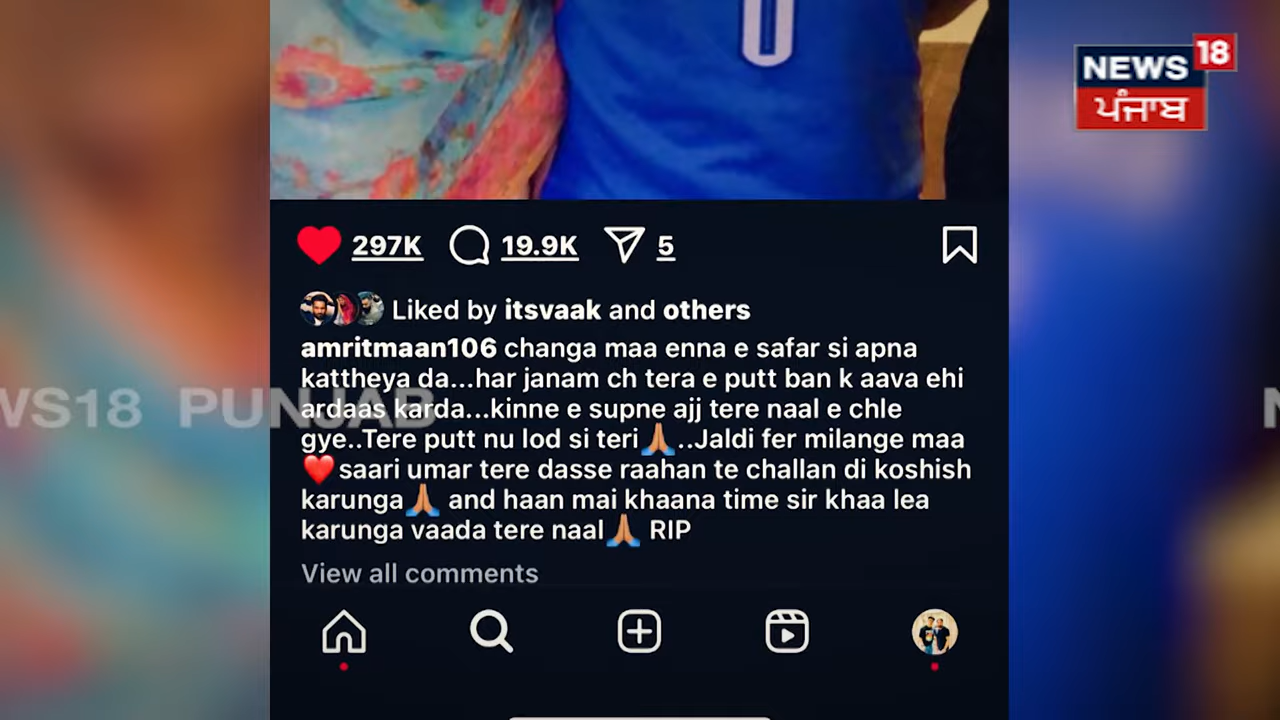 NEWS 18
ਪੰਜਾਬ
297K 19.9K 5
Liked by itsvaak and others
amritmaan106 changa maa enna e safar si apna
kattheya da...har janam ch tera e putt ban k aava ehi
ardaas karda...kinne e supne ajj tere naal e chle
gye..Tere putt nu lod si teri🙏..Jaldi fer milange maa
❤️saari umar tere dasse raahan te challan di koshish
karunga🙏 and haan mai khaana time sir khaa lea
karunga vaada tere naal🙏 RIP
View all comments
WS18 PUNJAB
N